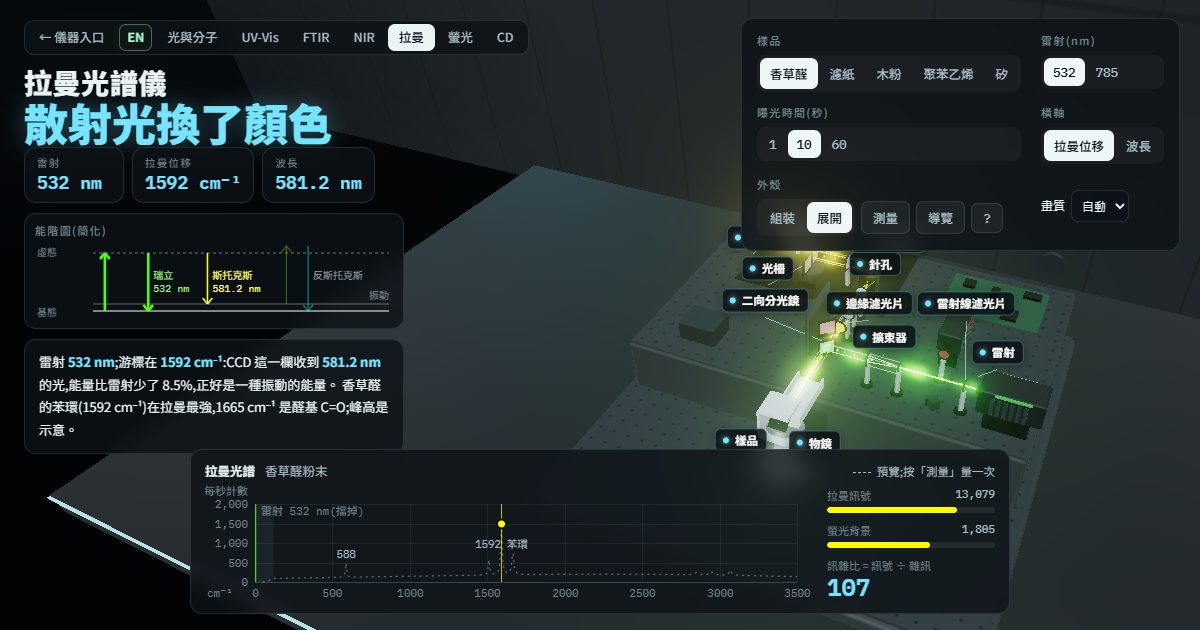 ← 儀器入口 EN 光與分子 UV-Vis FTIR NIR 拉曼 螢光 CD
拉曼光譜儀
散射光換了顏色
雷射
532 nm
拉曼位移
1592 cm⁻¹
波長
581.2 nm
能階圖(簡化)
虛態
瑞立
532 nm
斯托克斯
581.2 nm
反斯托克斯
振動
基態
雷射 532 nm;游標在 1592 cm⁻¹:CCD 這一欄收到 581.2 nm
的光,能量比雷射少了 8.5%,正好是一種振動的能量。 香草醛
的苯環(1592 cm⁻¹)在拉曼最強,1665 cm⁻¹ 是醛基 C=O;峰高是
示意。
樣品
香草醛 濾紙 木粉 聚苯乙烯 矽
雷射(nm)
532 785
曝光時間(秒)
1 10 60
橫軸
拉曼位移 波長
外殼
組裝 展開 測量 導覽 ?
畫質 自動
光柵
針孔
二向分光鏡
邊緣濾光片
雷射線濾光片
擴束器
雷射
樣品
物鏡
拉曼光譜 香草醛粉末
---- 預覽;按「測量」量一次
每秒計數
2,000
1,500
1,000
500
0
雷射 532 nm(擋掉)
588
1592 苯環
cm⁻¹ 0 500 1000 1500 2000 2500 3000 3500
拉曼訊號 13,079
螢光背景 1,805
訊雜比 = 訊號 ÷ 雜訊
107